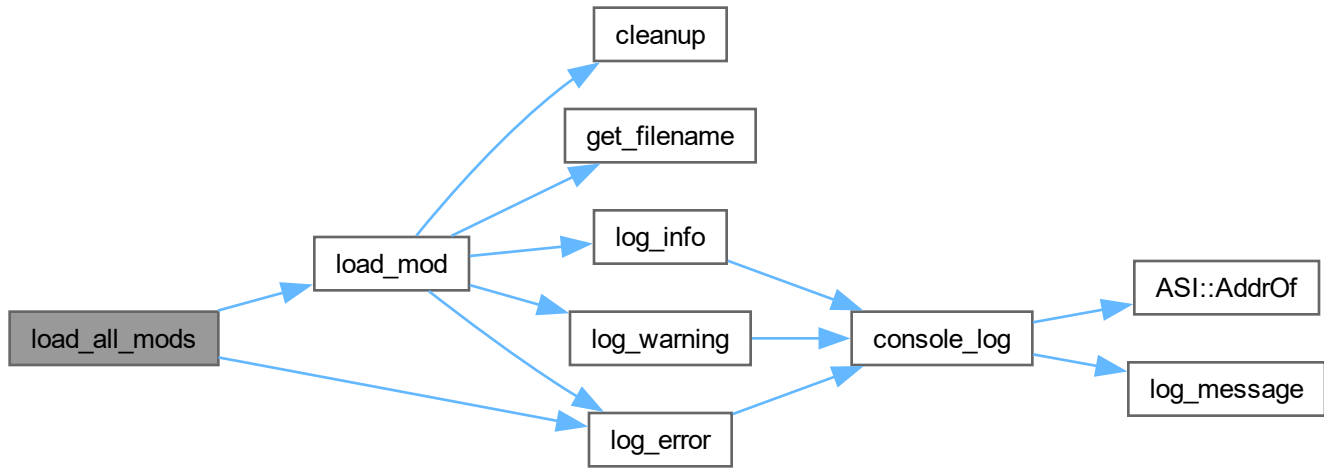 cleanup
get_filename
log_info
load_mod
ASI::AddrOf
load_all_mods
log_warning
console_log
log_message
log_error